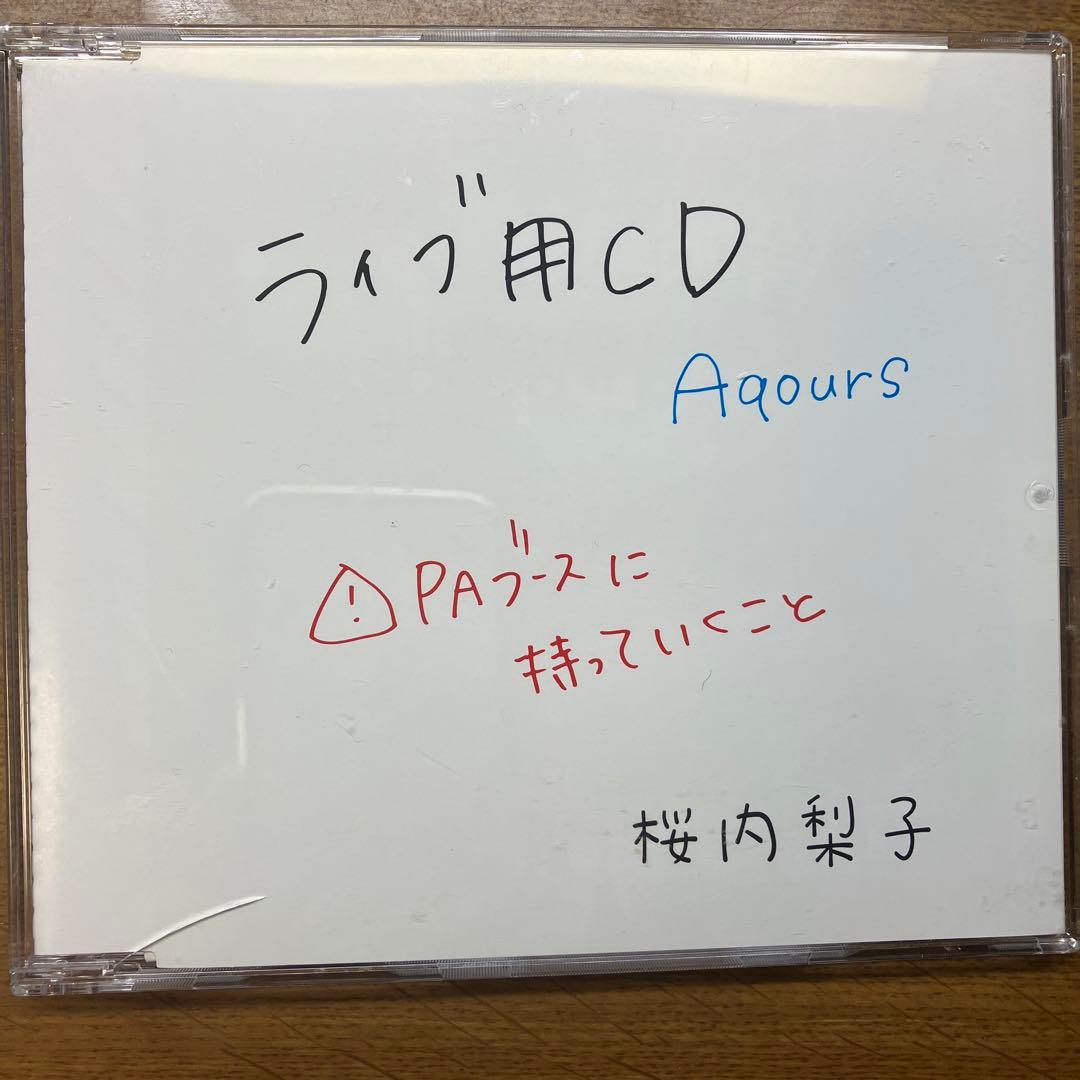 ライブ用CD
Aqours
⚠PAブースに
持っていくこと
桜内梨子